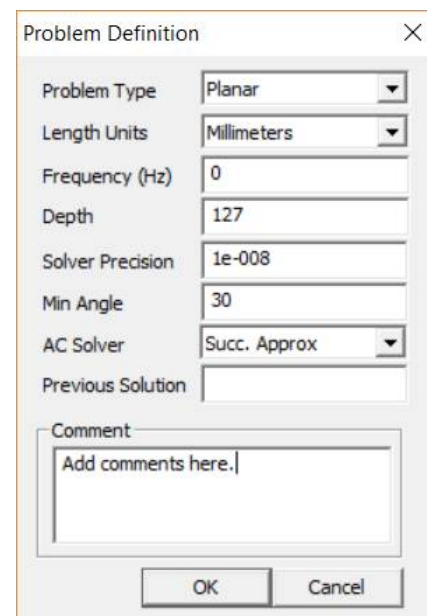 Problem Definition
Problem Type Planar
Length Units Millimeters
Frequency (Hz) 0
Depth 127
Solver Precision 1e-008
Min Angle 30
AC Solver Succ. Approx
Previous Solution
Comment
Add comments here.
OK Cancel